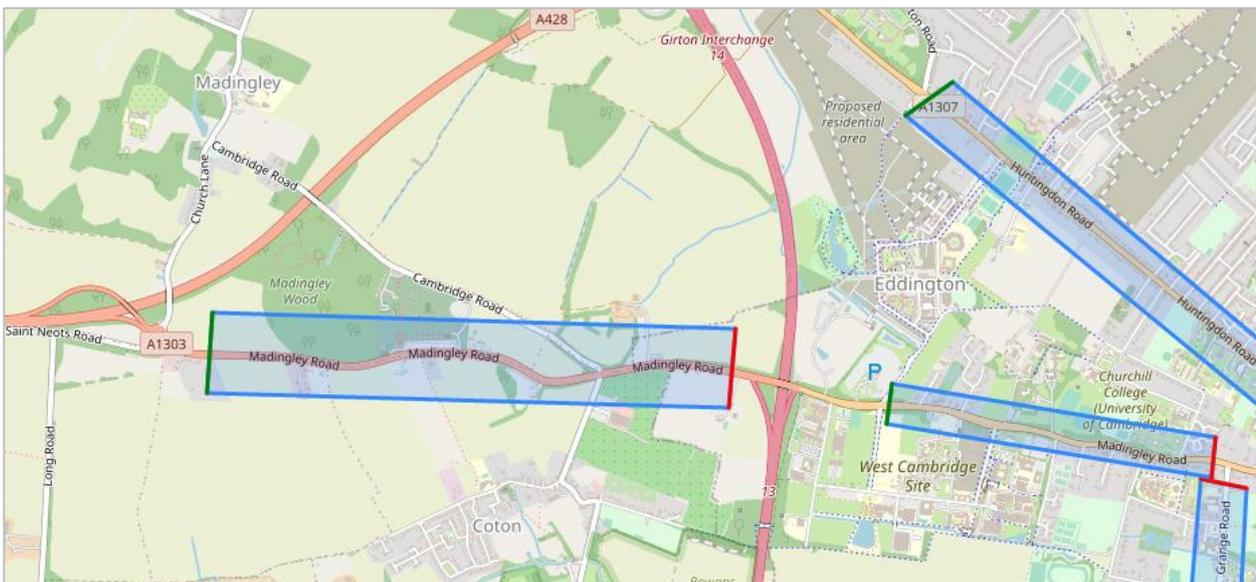 A428
ton Road
Girton Interchange
14
Madingley
A1307
Proposed
residential
area
Cambridge Road
Church Lane
Huntingdon Road
Madingley
Wood
Cambridge Road
Eddington
Huntingdon Road
Saint Neots Road
A1303
Madingley Road
Madingley Road
Madingley Road
P
Churchill
College
(University
of Cambridge)
Madingley Road
Long Road
West Cambridge
Site
13
Coton
Grange Road